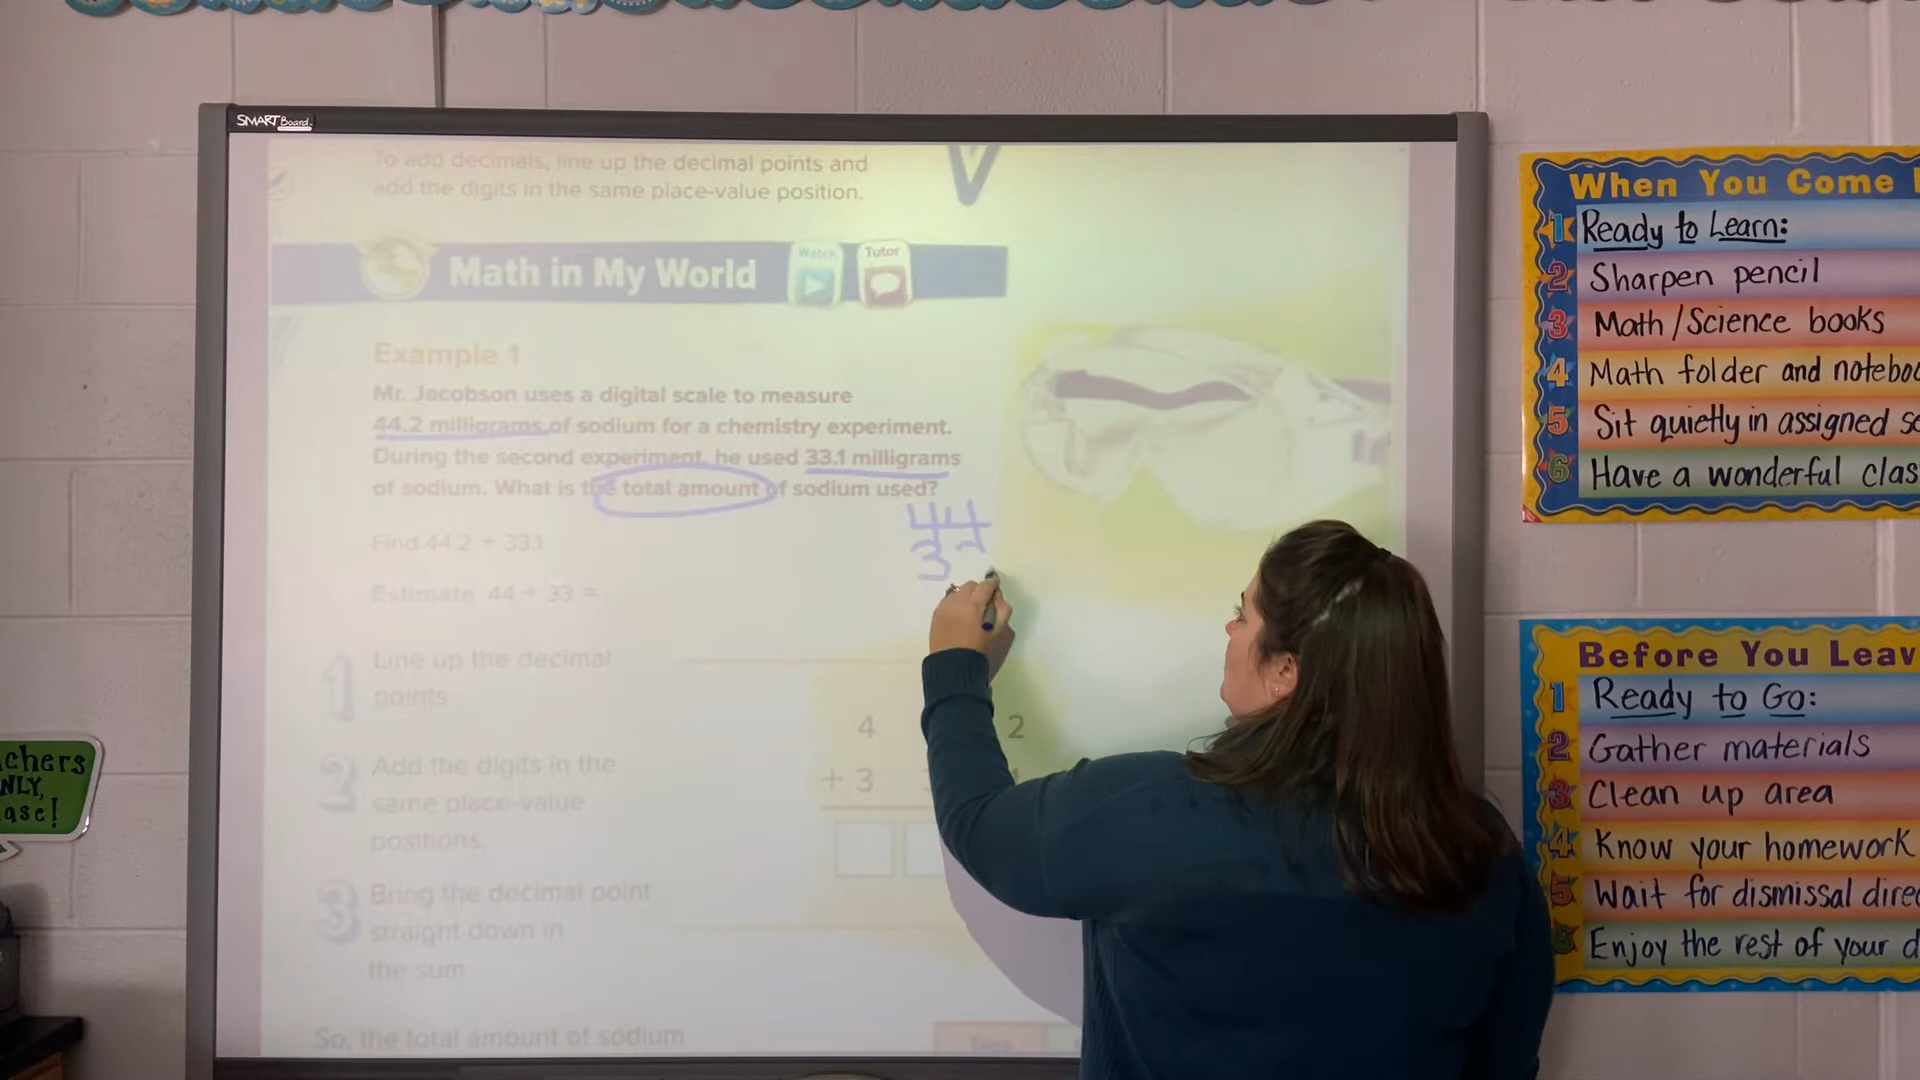 SMART Board.
To add decimals, line up the decimal points and
add the digits in the same place-value position.
Math in My World
Watch
Tutor
Example 1
Mr. Jacobson uses a digital scale to measure
44.2 milligrams of sodium for a chemistry experiment.
During the second experiment, he used 33.1 milligrams
of sodium. What is the total amount of sodium used?
44
3
Find 44.2 + 33.1
Estimate 44 + 33 =
1 Line up the decimal
points
4 2
2 Add the digits in the
same place-value
positions.
+ 3
3 Bring the decimal point
straight down in
the sum
So, the total amount of sodium
Tens
When You Come
1 Ready to Learn:
2 Sharpen pencil
3 Math/Science books
4 Math folder and noteboo
5 Sit quietly in assigned se
6 Have a wonderful clas
Before You Leav
1 Ready to Go:
2 Gather materials
3 Clean up area
4 Know your homework
5 Wait for dismissal direc
6 Enjoy the rest of your d
chers
NLY,
ase!